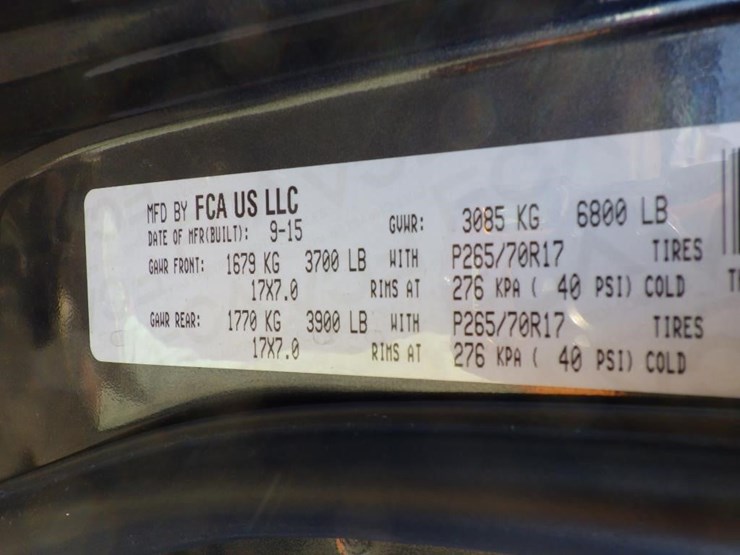 MFD BY FCA US LLC
DATE OF MFR(BUILT): 9-15 GVWR: 3085 KG 6800 LB
GAWR FRONT: 1679 KG 3700 LB WITH P265/70R17 TIRES
17X7.0 RIMS AT 276 KPA ( 40 PSI) COLD
GAWR REAR: 1770 KG 3900 LB WITH P265/70R17 TIRES
17X7.0 RIMS AT 276 KPA ( 40 PSI) COLD